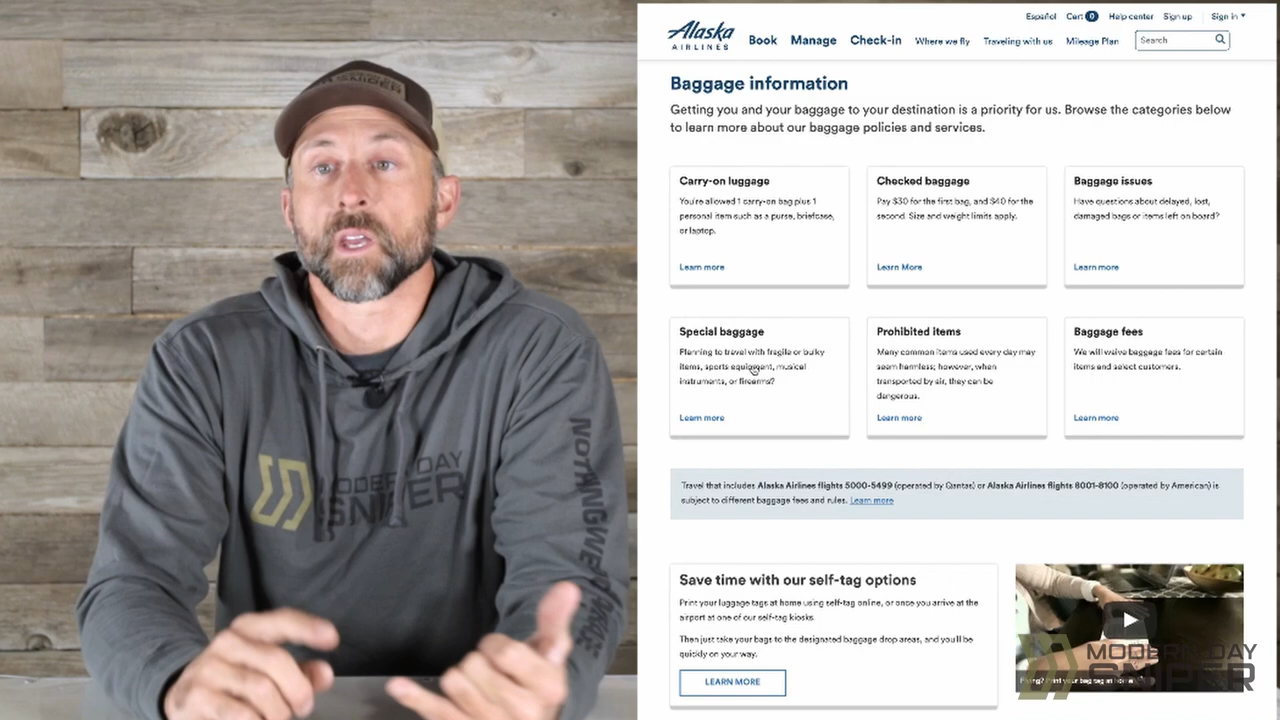 SNIPER
MODERN DAY
SNIPER
Español Cart 0 Help center Sign up Sign in
Alaska
AIRLINES
Book Manage Check-in Where we fly Traveling with us Mileage Plan Search
Baggage information
Getting you and your baggage to your destination is a priority for us. Browse the categories below
to learn more about our baggage policies and services.
Carry-on luggage
You're allowed 1 carry-on bag plus 1
personal item such as a purse, briefcase,
or laptop.
Learn more
Checked baggage
Pay $30 for the first bag, and $40 for the
second. Size and weight limits apply.
Learn More
Baggage issues
Have questions about delayed, lost,
damaged bags or items left on board?
Learn more
Special baggage
Planning to travel with fragile or bulky
items, sports equipment, musical
instruments, or firearms?
Learn more
Prohibited items
Many common items used every day may
seem harmless; however, when
transported by air, they can be
dangerous.
Learn more
Baggage fees
We will waive baggage fees for certain
items and select customers.
Learn more
Travel that includes Alaska Airlines flights 5000-5499 (operated by Qantas) or Alaska Airlines flights 6001-8100 (operated by American) is
subject to different baggage fees and rules. Learn more
Save time with our self-tag options
Print your luggage tags at home using self-tag online, or once you arrive at the
airport at one of our self-tag kiosks.
Then just take your bags to the designated baggage drop areas, and you'll be
quickly on your way.
LEARN MORE
Flying? Print your bag tag at home
MODERN DAY
SNIPER